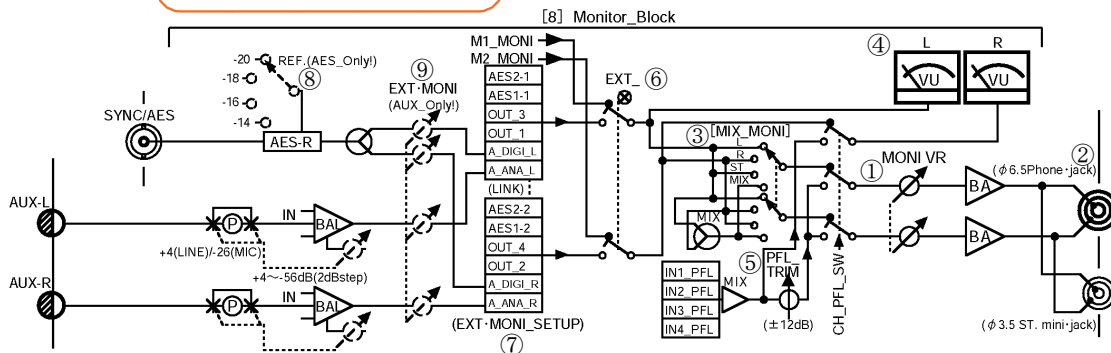 [8] Monitor_Block
M1_MONI
M2_MONI
-20
REF.(AES_Only!)
⑧
-18
-16
-14
⑨
EXT･MONI
(AUX_Only!)
SYNC/AES
AES-R
AES2-1
AES1-1
OUT_3
OUT_1
A_DIGI_L
A_ANA_L
(LINK)
AES2-2
AES1-2
OUT_4
OUT_2
A_DIGI_R
A_ANA_R
(EXT･MONI_SETUP)
⑦
EXT_
⑥
④
L
R
VU
VU
③
[MIX_MONI]
L
R
ST
MIX
MIX
①
MONI VR
②
(φ6.5Phone･jack)
BA
BA
AUX-L
P
IN
BAL
+4(LINE)/-26(MIC)
+4～-56dB(2dBstep)
AUX-R
P
IN
BAL
⑤
PFL_
TRIM
IN1_PFL
IN2_PFL
IN3_PFL
IN4_PFL
MIX
(±12dB)
CH_PFL_SW
(φ3.5 ST. mini･jack)